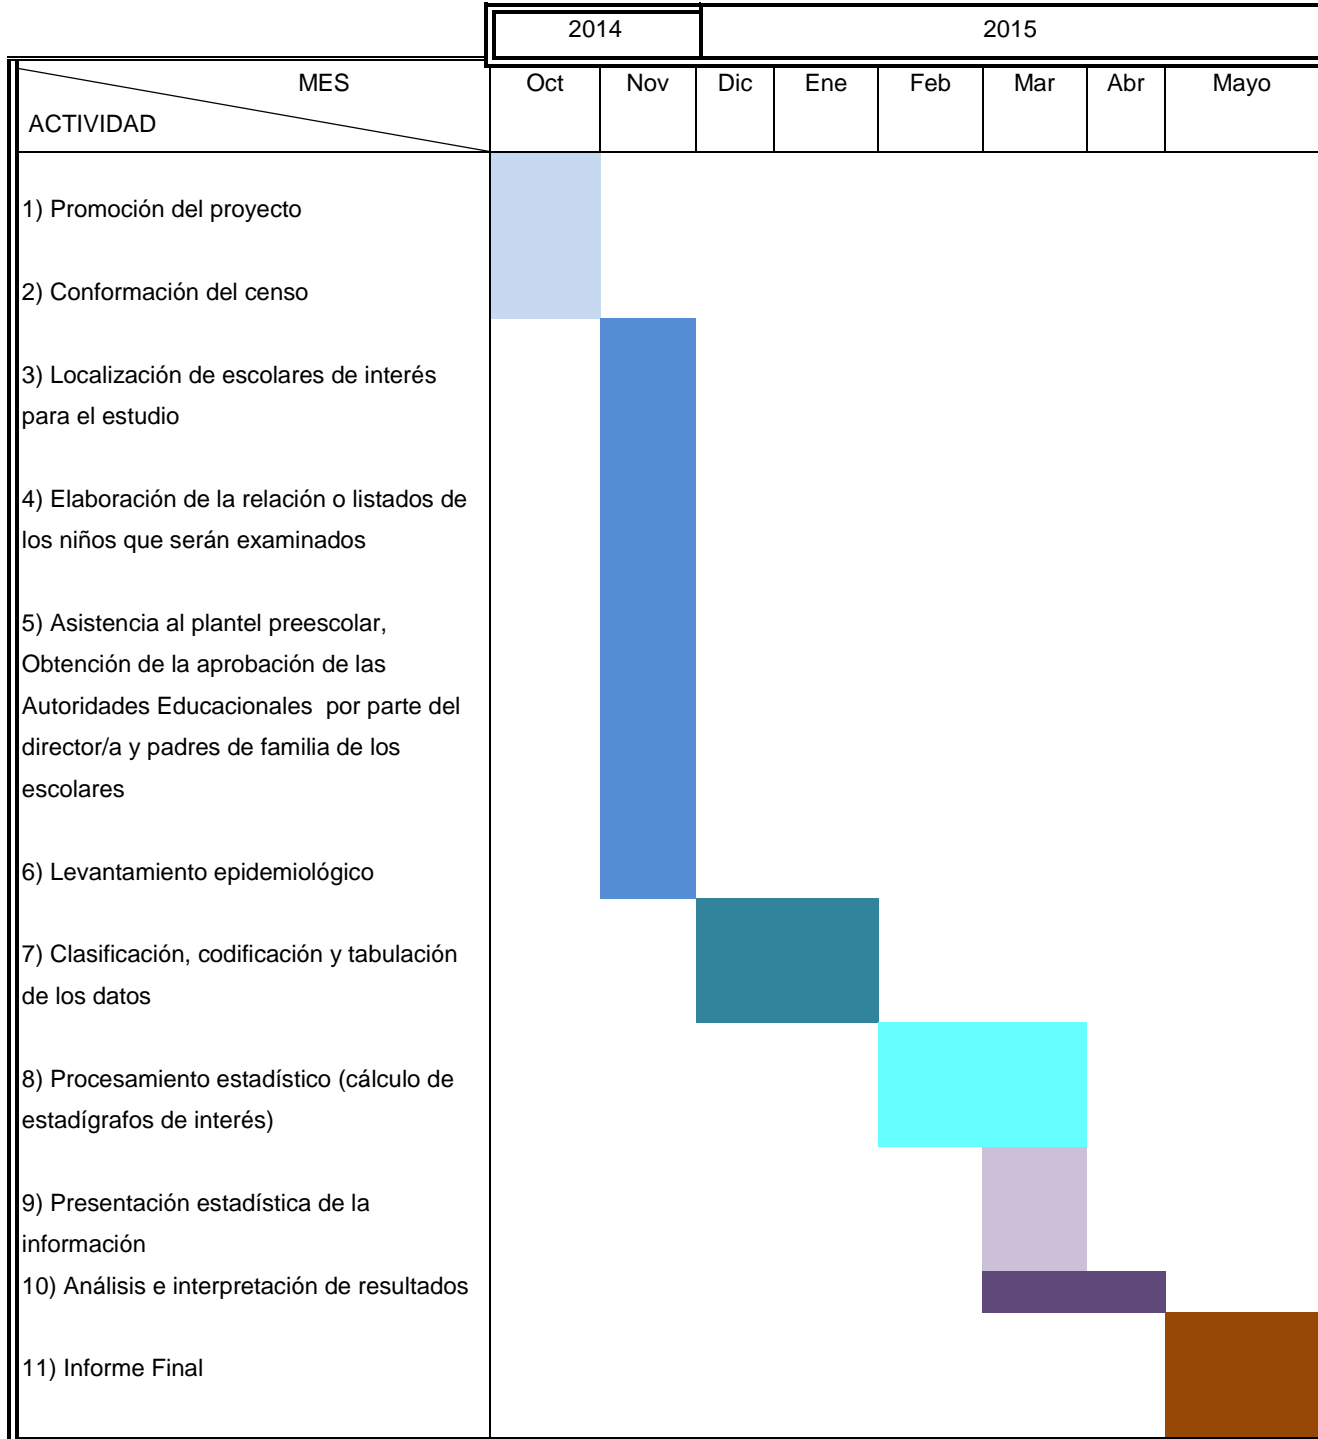 2014 2015
MES Oct Nov Dic Ene Feb Mar Abr Mayo
ACTIVIDAD
1) Promoción del proyecto
2) Conformación del censo
3) Localización de escolares de interés
para el estudio
4) Elaboración de la relación o listados de
los niños que serán examinados
5) Asistencia al plantel preescolar,
Obtención de la aprobación de las
Autoridades Educacionales por parte del
director/a y padres de familia de los
escolares
6) Levantamiento epidemiológico
7) Clasificación, codificación y tabulación
de los datos
8) Procesamiento estadístico (cálculo de
estadígrafos de interés)
9) Presentación estadística de la
información
10) Análisis e interpretación de resultados
11) Informe Final